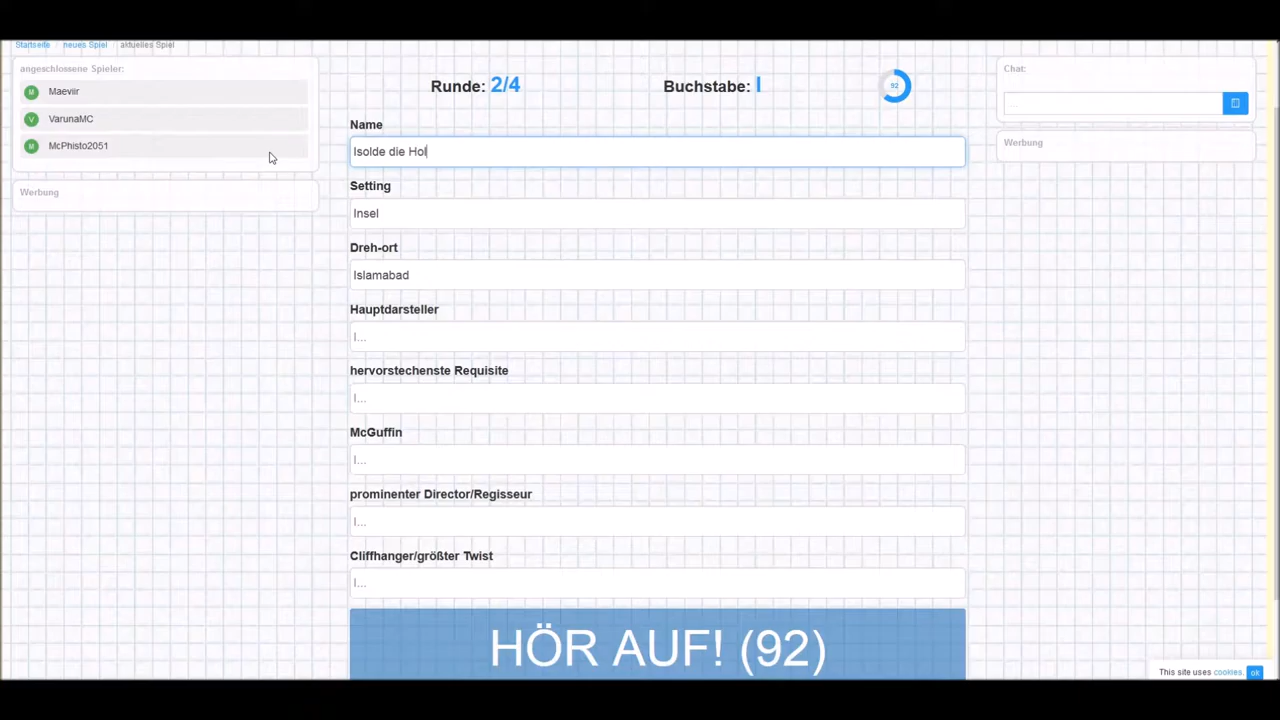 Startseite / neues Spiel / aktuelles Spiel
angeschlossene Spieler:
M Maeviir
V VarunaMC
M McPhisto2051
Werbung
Runde: 2/4
Buchstabe: I
92
Name
Isolde die Hol
Setting
Insel
Dreh-ort
Islamabad
Hauptdarsteller
I...
hervorstechenste Requisite
I...
McGuffin
I...
prominenter Director/Regisseur
I...
Cliffhanger/größter Twist
I...
HÖR AUF! (92)
Chat:
...
Werbung
This site uses cookies. ok